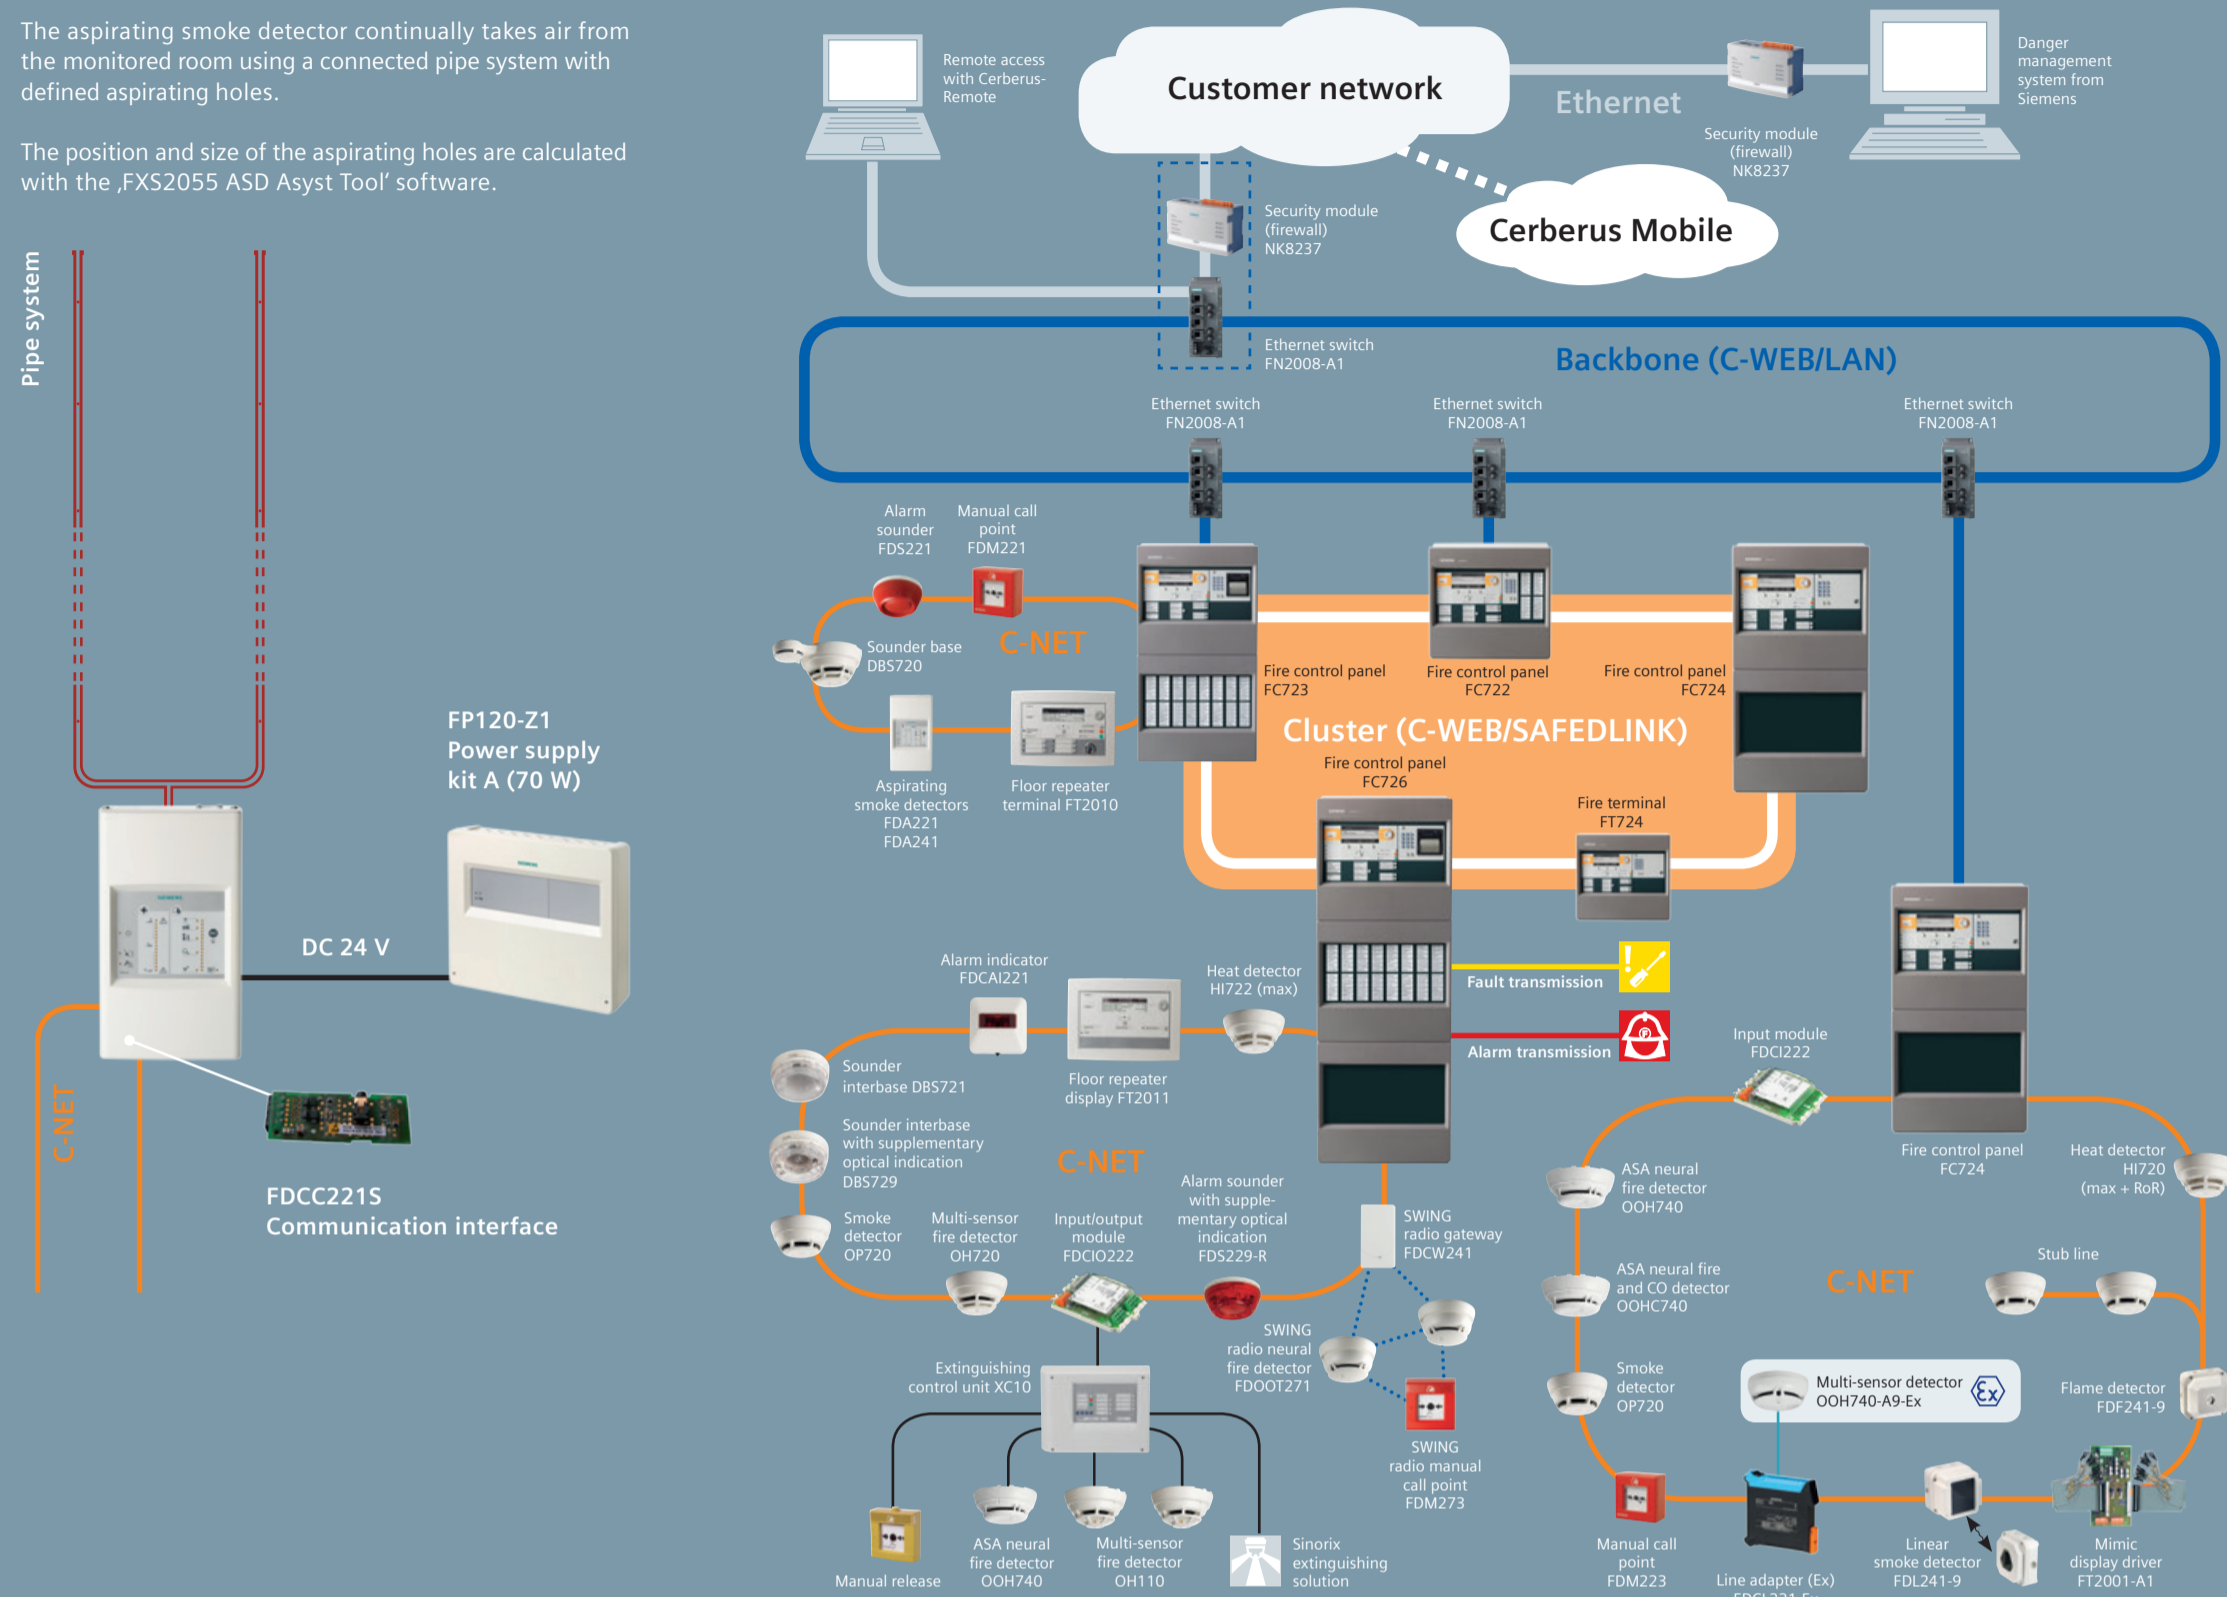 The aspirating smoke detector continually takes air from
the monitored room using a connected pipe system with
defined aspirating holes.
The position and size of the aspirating holes are calculated
with the ‚FXS2055 ASD Asyst Tool‘ software.
Pipe system
FP120-Z1
Power supply
kit A (70 W)
DC 24 V
C-NET
FDCC221S
Communication interface
Remote access
with Cerberus-
Remote
Customer network
Ethernet
Security module
(firewall)
NK8237
Danger
management
system from
Siemens
Security module
(firewall)
NK8237
Cerberus Mobile
Ethernet switch
FN2008-A1
Backbone (C-WEB/LAN)
Ethernet switch
FN2008-A1
Ethernet switch
FN2008-A1
Ethernet switch
FN2008-A1
Alarm
sounder
FDS221
Manual call
point
FDM221
C-NET
Sounder base
DBS720
Aspirating
smoke detectors
FDA221
FDA241
Floor repeater
terminal FT2010
Fire control panel
FC723
Fire control panel
FC722
Fire control panel
FC724
Cluster (C-WEB/SAFEDLINK)
Fire control panel
FC726
Fire terminal
FT724
Fault transmission
Alarm transmission
Alarm indicator
FDCAI221
Heat detector
HI722 (max)
Floor repeater
display FT2011
Sounder
interbase DBS721
Sounder interbase
with supplementary
optical indication
DBS729
C-NET
Smoke
detector
OP720
Multi-sensor
fire detector
OH720
Input/output
module
FDCIO222
Alarm sounder
with supple-
mentary optical
indication
FDS229-R
SWING
radio gateway
FDCW241
SWING
radio neural
fire detector
FDOOT271
SWING
radio manual
call point
FDM273
Extinguishing
control unit XC10
Manual release
ASA neural
fire detector
OOH740
Multi-sensor
fire detector
OH110
Sinorix
extinguishing
solution
Input module
FDCI222
Fire control panel
FC724
Heat detector
HI720
(max + RoR)
ASA neural
fire detector
OOH740
ASA neural fire
and CO detector
OOHC740
C-NET
Stub line
Smoke
detector
OP720
Multi-sensor detector
OOH740-A9-Ex
Ex
Flame detector
FDF241-9
Manual call
point
FDM223
Line adapter (Ex)
Linear
smoke detector
FDL241-9
Mimic
display driver
FT2001-A1